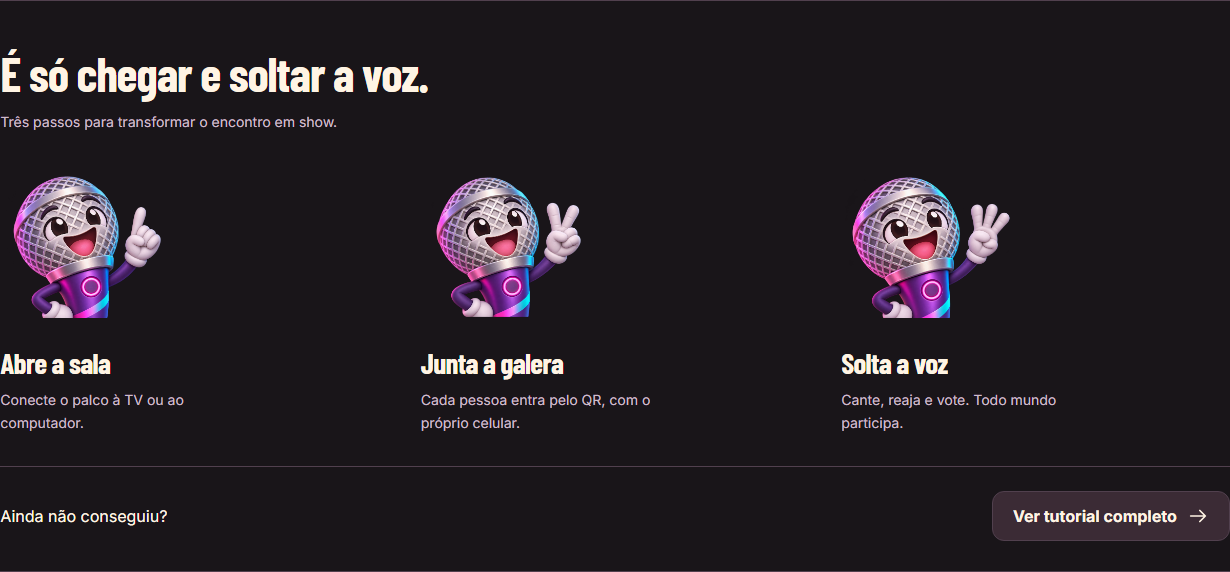 É só chegar e soltar a voz.
Três passos para transformar o encontro em show.
Abre a sala
Conecte o palco à TV ou ao
computador.
Junta a galera
Cada pessoa entra pelo QR, com o
próprio celular.
Solta a voz
Cante, reaja e vote. Todo mundo
participa.
Ainda não conseguiu?
Ver tutorial completo →